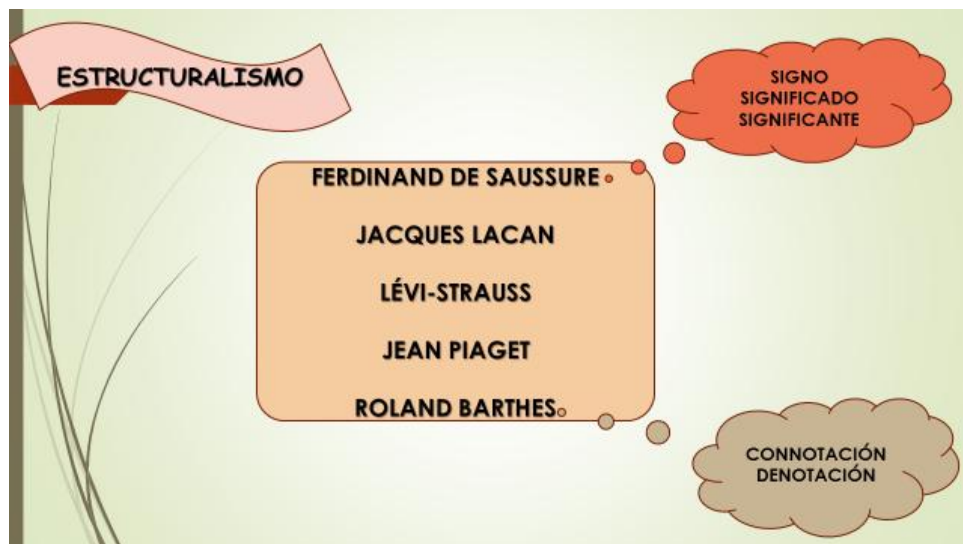 ESTRUCTURALISMO
SIGNO
SIGNIFICADO
SIGNIFICANTE
FERDINAND DE SAUSSURE
JACQUES LACAN
LÉVI-STRAUSS
JEAN PIAGET
ROLAND BARTHES
CONNOTACIÓN
DENOTACIÓN